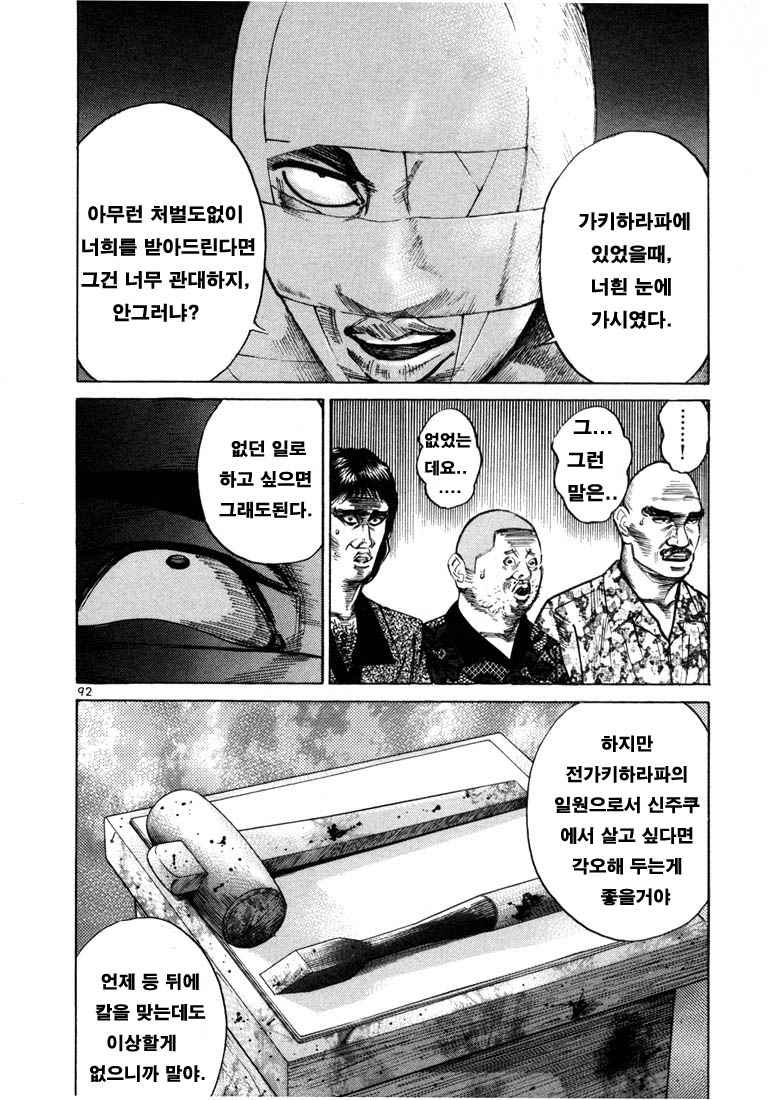 가키하라파에
있었을때,
너흰 눈에
가시였다.
아무런 처벌도없이
너희를 받아드린다면
그건 너무 관대하지,
안그러냐?
......!
그...
그런
말은..
없었는
데요..
....
없던 일로
하고 싶으면
그래도된다.
92
하지만
전가키하라파의
일원으로서 신주쿠
에서 살고 싶다면
각오해 두는게
좋을거야
언제 등 뒤에
칼을 맞는데도
이상할게
없으니까 말야.